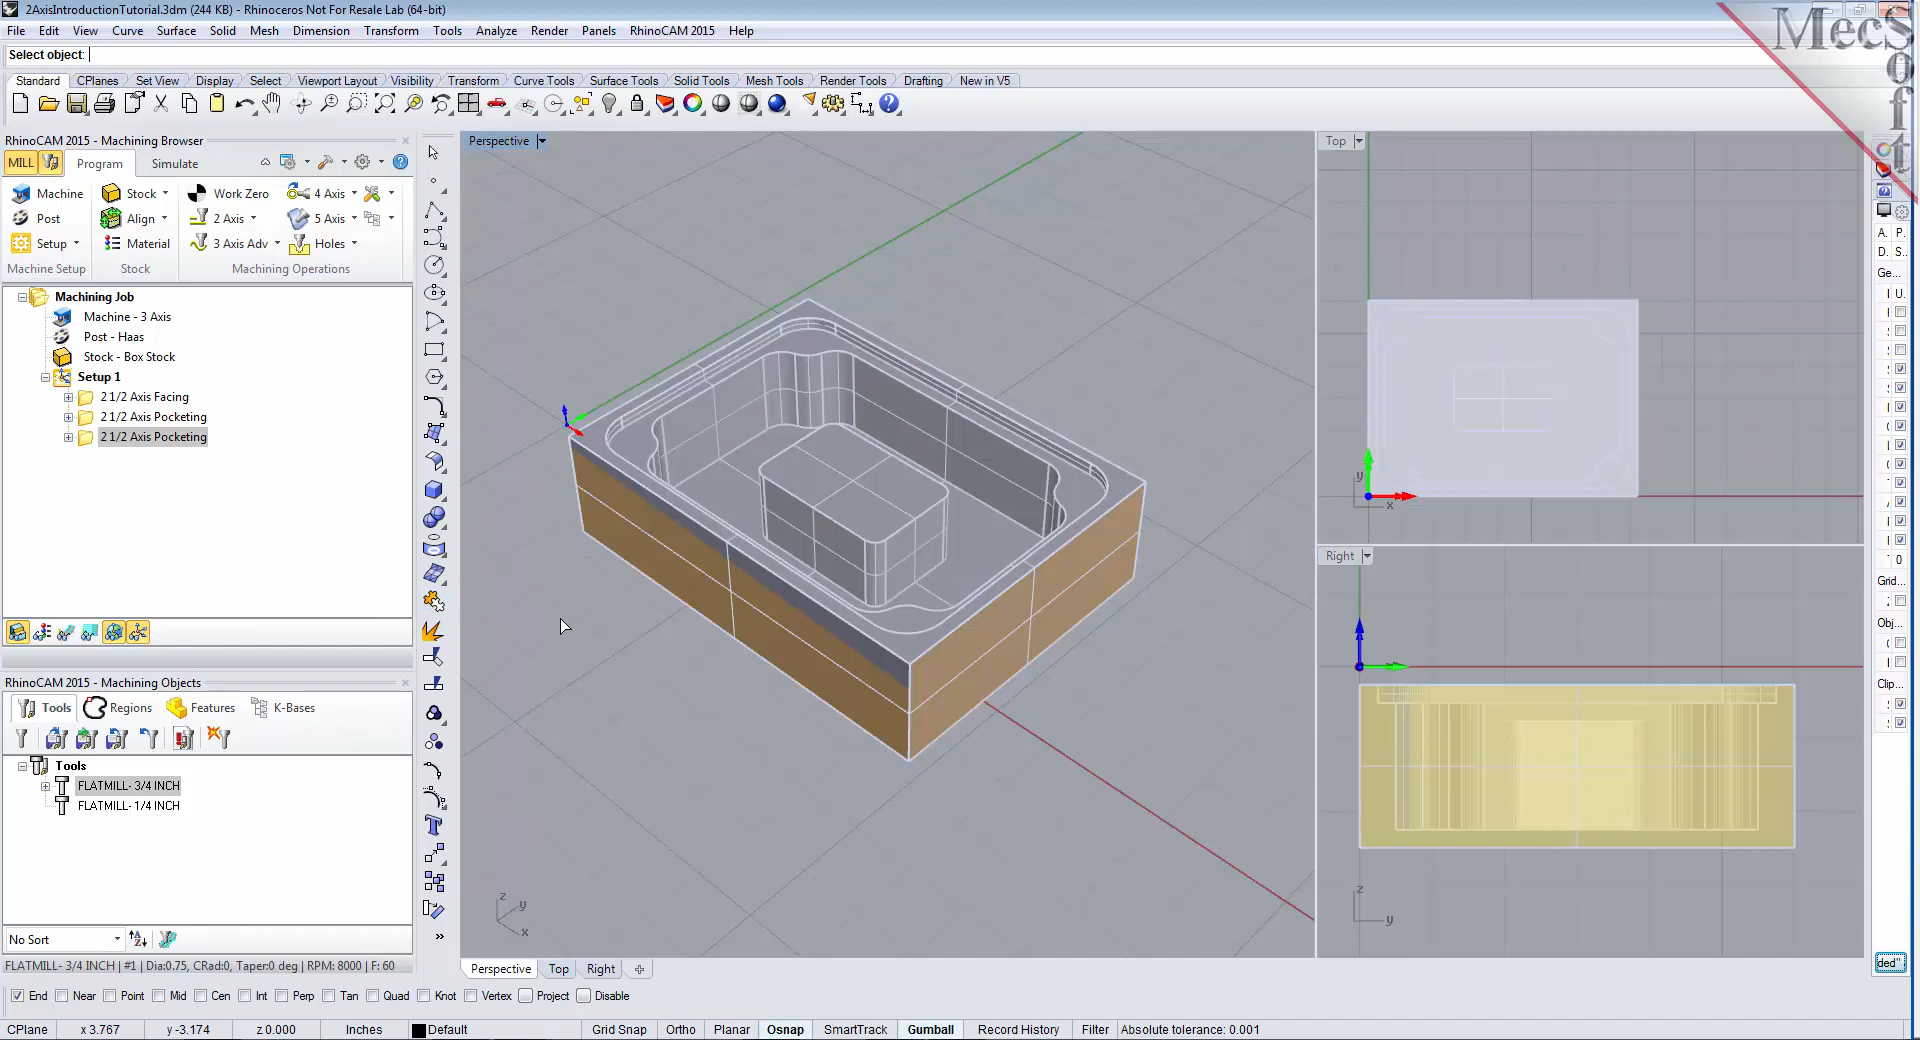 2AxisIntroductionTutorial.3dm (244 KB) - Rhinoceros Not For Resale Lab (64-bit)
File Edit View Curve Surface Solid Mesh Dimension Transform Tools Analyze Render Panels RhinoCAM 2015 Help
Select object:
Standard CPlanes Set View Display Select Viewport Layout Visibility Transform Curve Tools Surface Tools Solid Tools Mesh Tools Render Tools Drafting New in V5
MecSoft
RhinoCAM 2015 - Machining Browser
MILL Program Simulate
Machine Stock Work Zero 4 Axis
Post Align 2 Axis 5 Axis
Setup Material 3 Axis Adv Holes
Machine Setup Stock Machining Operations
Machining Job
Machine - 3 Axis
Post - Haas
Stock - Box Stock
Setup 1
2 1/2 Axis Facing
2 1/2 Axis Pocketing
2 1/2 Axis Pocketing
RhinoCAM 2015 - Machining Objects
Tools Regions Features K-Bases
Tools
FLATMILL- 3/4 INCH
FLATMILL- 1/4 INCH
No Sort
FLATMILL- 3/4 INCH | #1 | Dia:0.75, CRad:0, Taper:0 deg | RPM: 8000 | F: 60
Perspective
z y x
Top
y x
Right
z y
A. P.
D. S..
Ge...
U.
0
Grid...
Obj...
Clip...
ded"
Perspective Top Right
End Near Point Mid Cen Int Perp Tan Quad Knot Vertex Project Disable
CPlane x 3.767 y -3.174 z 0.000 Inches Default Grid Snap Ortho Planar Osnap SmartTrack Gumball Record History Filter Absolute tolerance: 0.001